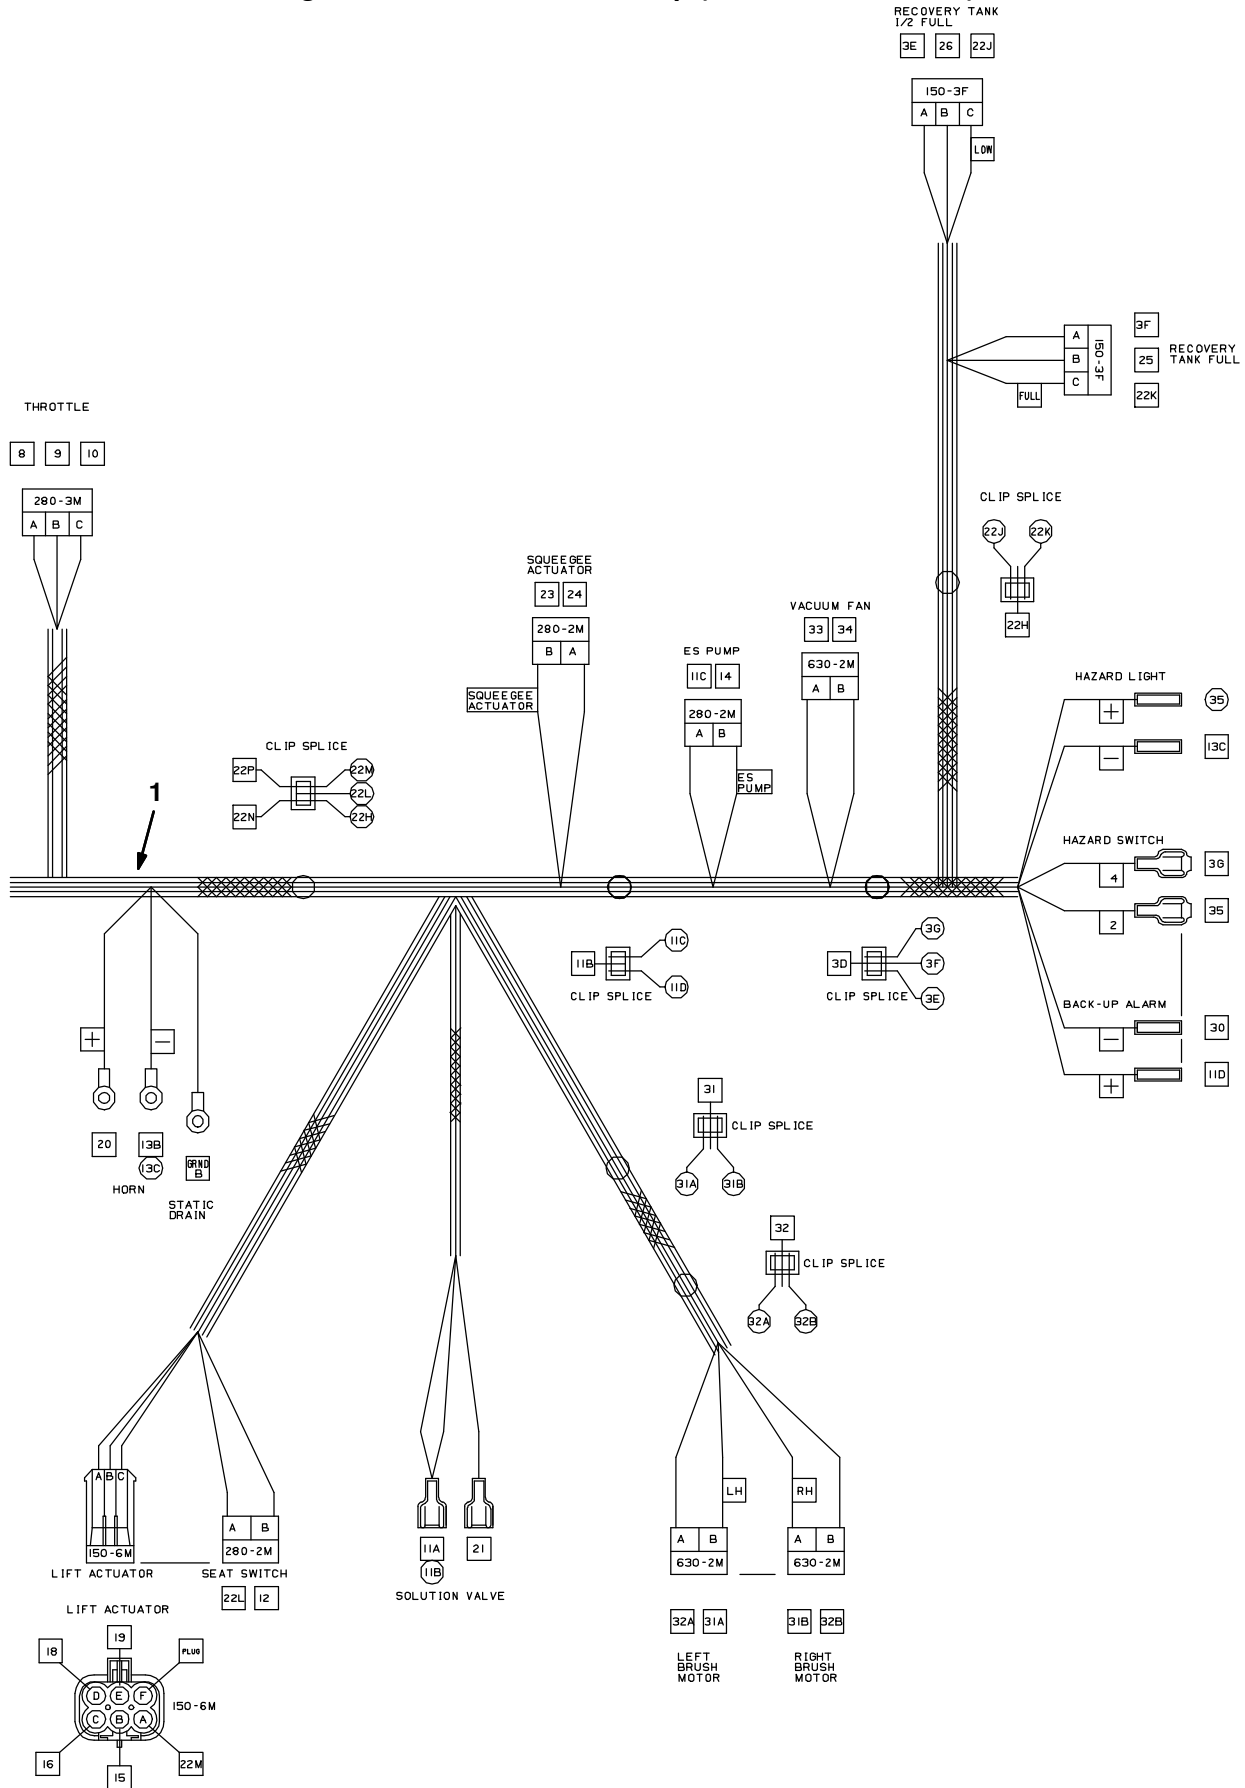 RECOVERY TANK
1/2 FULL
3E 26 22J
150-3F
A B C
LOW
A
B
C
150-3F
FULL
3F
25
22K
RECOVERY
TANK FULL
THROTTLE
8 9 10
280-3M
A B C
CLIP SPLICE
22J 22K
22H
SQUEEGEE
ACTUATOR
23 24
280-2M
B A
SQUEEGEE
ACTUATOR
VACUUM FAN
33 34
630-2M
A B
ES PUMP
11C 14
280-2M
A B
ES
PUMP
HAZARD LIGHT
+ 35
− 13C
CLIP SPLICE
22P 22M
22L
22N 22H
1
HAZARD SWITCH
4 3G
2 35
11C
11B
11D
CLIP SPLICE
3G
3D 3F
3E
CLIP SPLICE
BACK-UP ALARM
− 30
+ 11D
+ −
20 13B
13C
HORN
GRND
B
STATIC
DRAIN
31
CLIP SPLICE
31A 31B
32
CLIP SPLICE
32A 32B
A B C
150-6M
LIFT ACTUATOR
A B
280-2M
SEAT SWITCH
22L 12
11A 21
11B
SOLUTION VALVE
LH RH
A B
630-2M
A B
630-2M
32A 31A
LEFT
BRUSH
MOTOR
31B 32B
RIGHT
BRUSH
MOTOR
LIFT ACTUATOR
18 19 PLUG
D E F
150-6M
C B A
16 15 22M